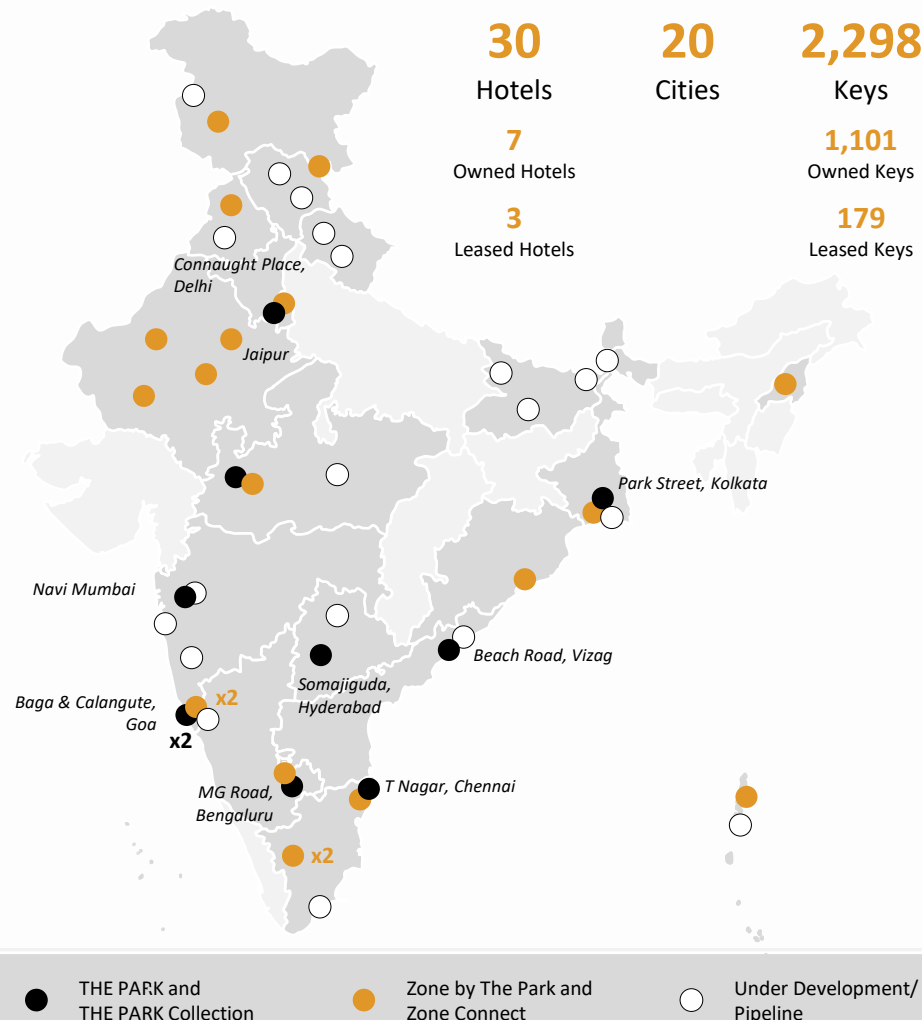 30
Hotels
20
Cities
2,298
Keys
7
Owned Hotels
1,101
Owned Keys
3
Leased Hotels
179
Leased Keys
Connaught Place,
Delhi
Jaipur
Park Street, Kolkata
Navi Mumbai
Beach Road, Vizag
Somajiguda,
Hyderabad
Baga & Calangute,
Goa
x2
x2
MG Road,
Bengaluru
T Nagar, Chennai
x2
THE PARK and
THE PARK Collection
Zone by The Park and
Zone Connect
Under Development/
Pipeline